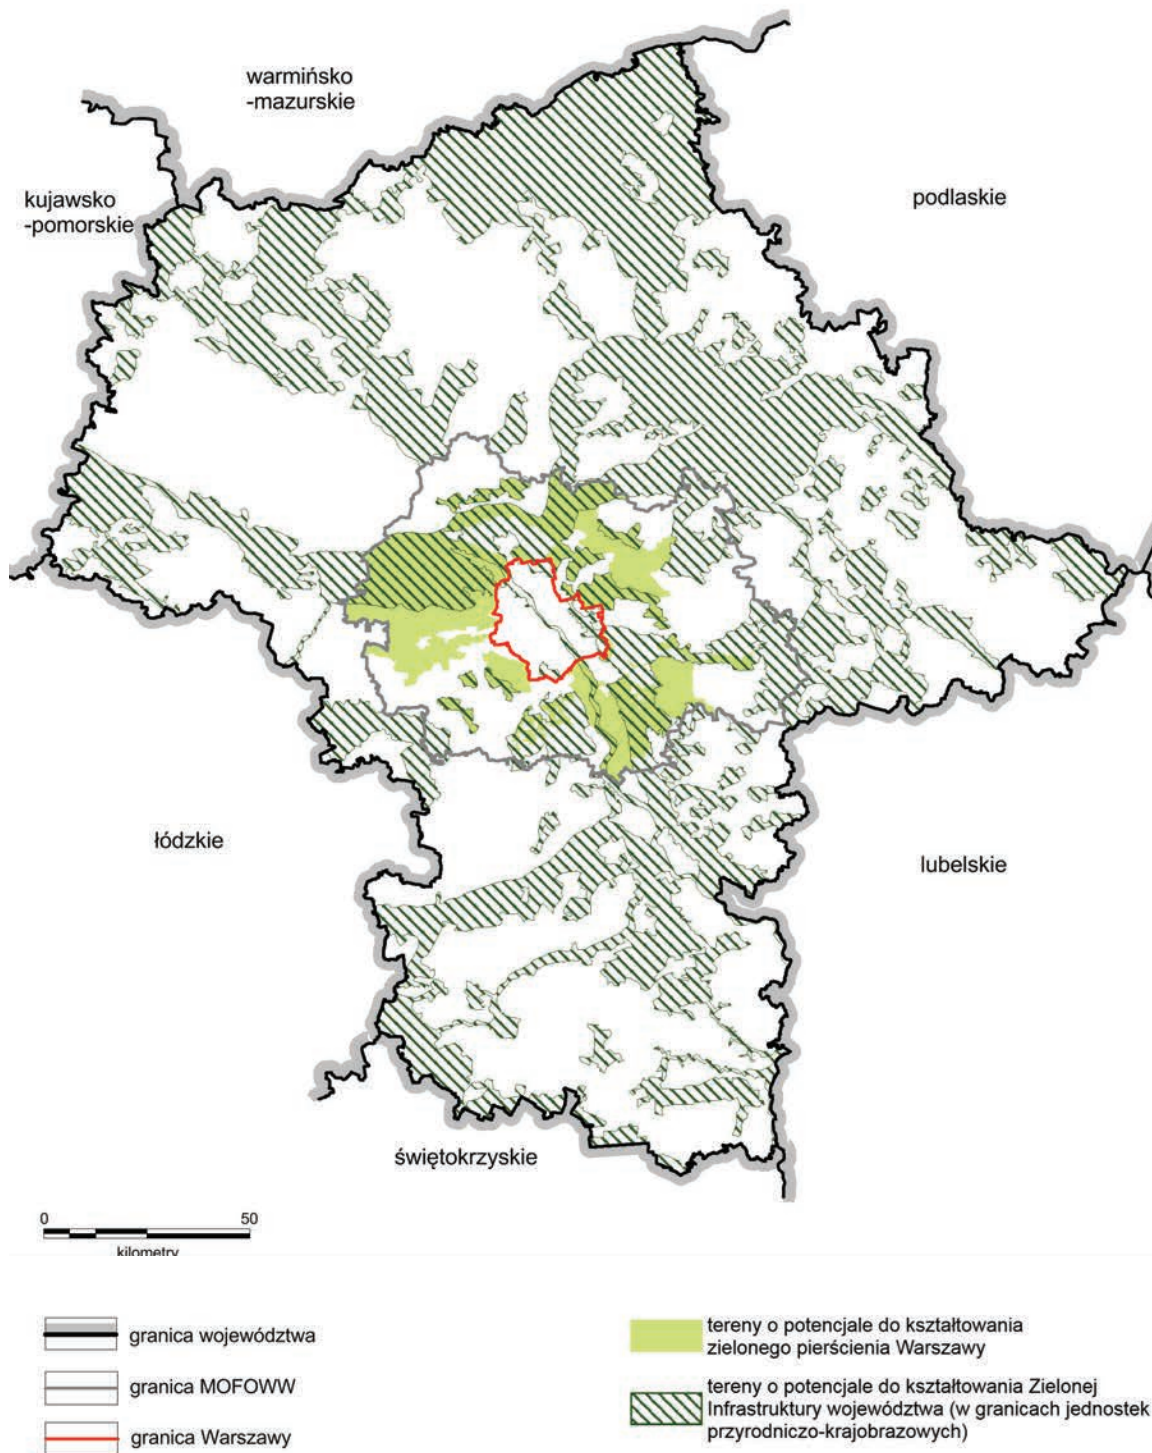 warmińsko
-mazurskie
kujawsko
-pomorskie
podlaskie
łódzkie
lubelskie
świętokrzyskie
0 50
kilometry
granica województwa
granica MOFOWW
granica Warszawy
tereny o potencjale do kształtowania
zielonego pierścienia Warszawy
tereny o potencjale do kształtowania Zielonej
Infrastruktury województwa (w granicach jednostek
przyrodniczo-krajobrazowych)